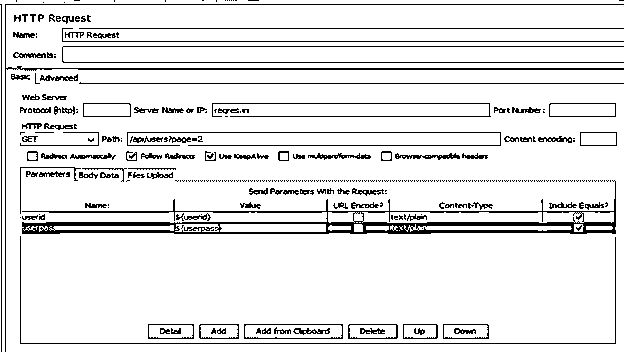 HTTP Request
Name: HTTP Request
Comments:
Basic Advanced
Web Server
Protocol [http]: Server Name or IP: reqres.in Port Number:
HTTP Request
GET Path: /api/users?page=2 Content encoding:
Redirect Automatically Follow Redirects Use KeepAlive Use multipart/form-data Browser-compatible headers
Parameters Body Data Files Upload
Send Parameters With the Request:
Name: Value URL Encode? Content-Type Include Equals?
userid ${userid} text/plain
userpass ${userpass} text/plain
Detail Add Add from Clipboard Delete Up Down